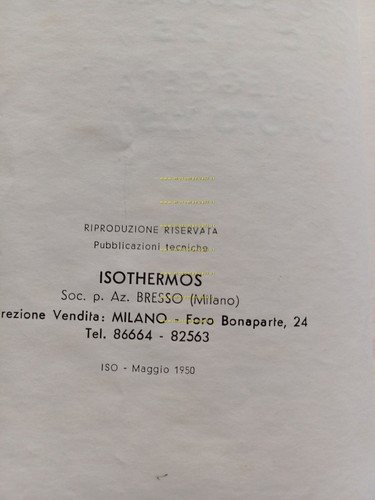 RIPRODUZIONE RISERVATA
Pubblicazioni tecniche
ISOTHERMOS
Soc. p. Az. BRESSO (Milano)
rezione Vendita: MILANO - Foro Bonaparte, 24
Tel. 86664 - 82563
ISO - Maggio 1950